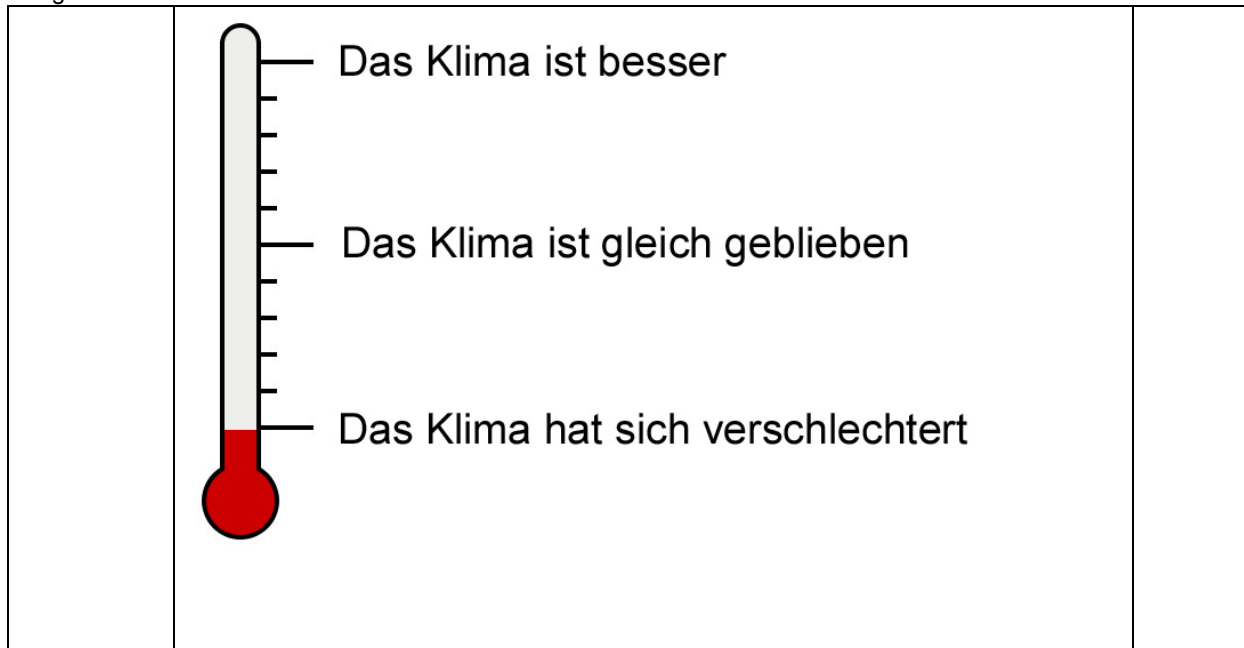 Das Klima ist besser
Das Klima ist gleich geblieben
Das Klima hat sich verschlechtert